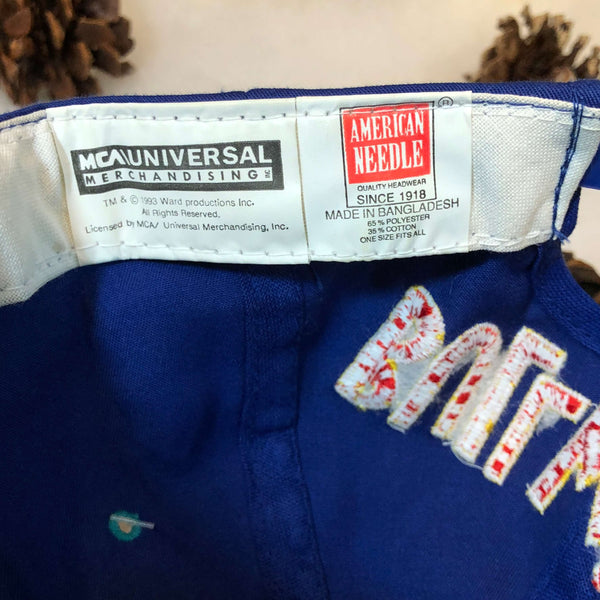 MCA/UNIVERSAL
MERCHANDISING INC
TM & © 1993 Ward productions Inc.
All Rights Reserved.
Licensed by MCA/ Universal Merchandising, Inc.
®
AMERICAN
NEEDLE
QUALITY HEADWEAR
SINCE 1918
MADE IN BANGLADESH
65% POLYESTER
35% COTTON
ONE SIZE FITS ALL